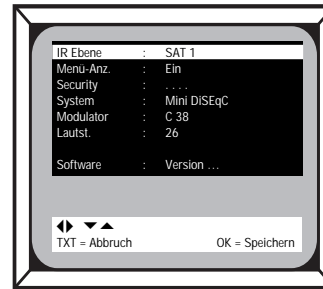 IR Ebene : SAT 1
Menü-Anz. : Ein
Security : . . . .
System : Mini DiSEqC
Modulator : C 38
Lautst. : 26
Software : Version ...
TXT = Abbruch OK = Speichern